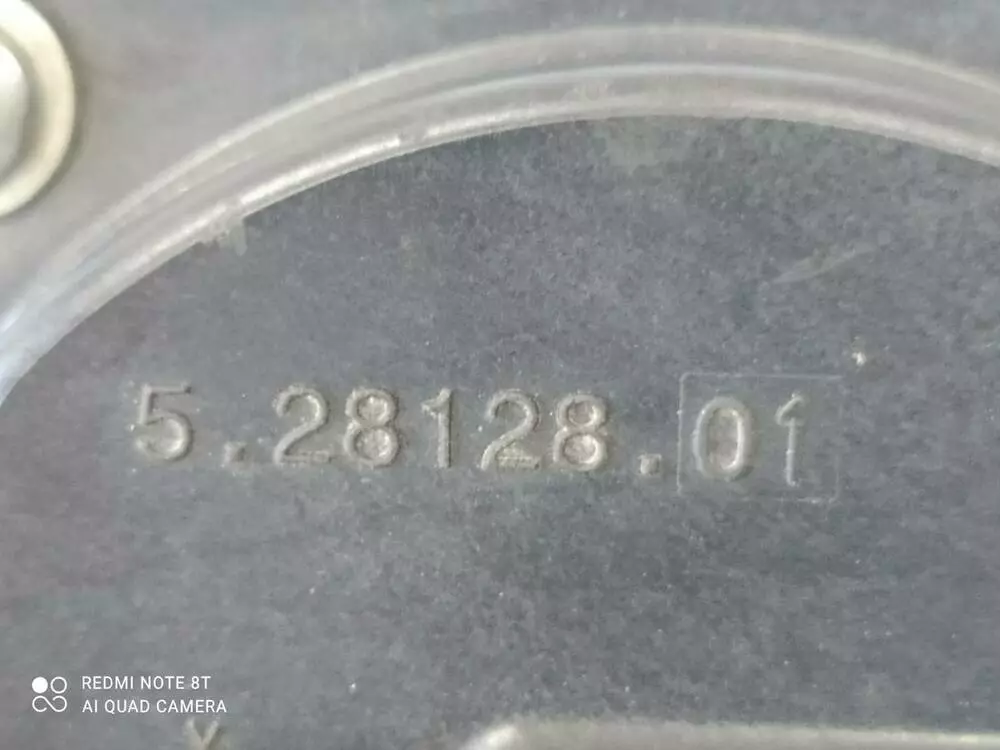 5.28128.01
REDMI NOTE 8T
AI QUAD CAMERA